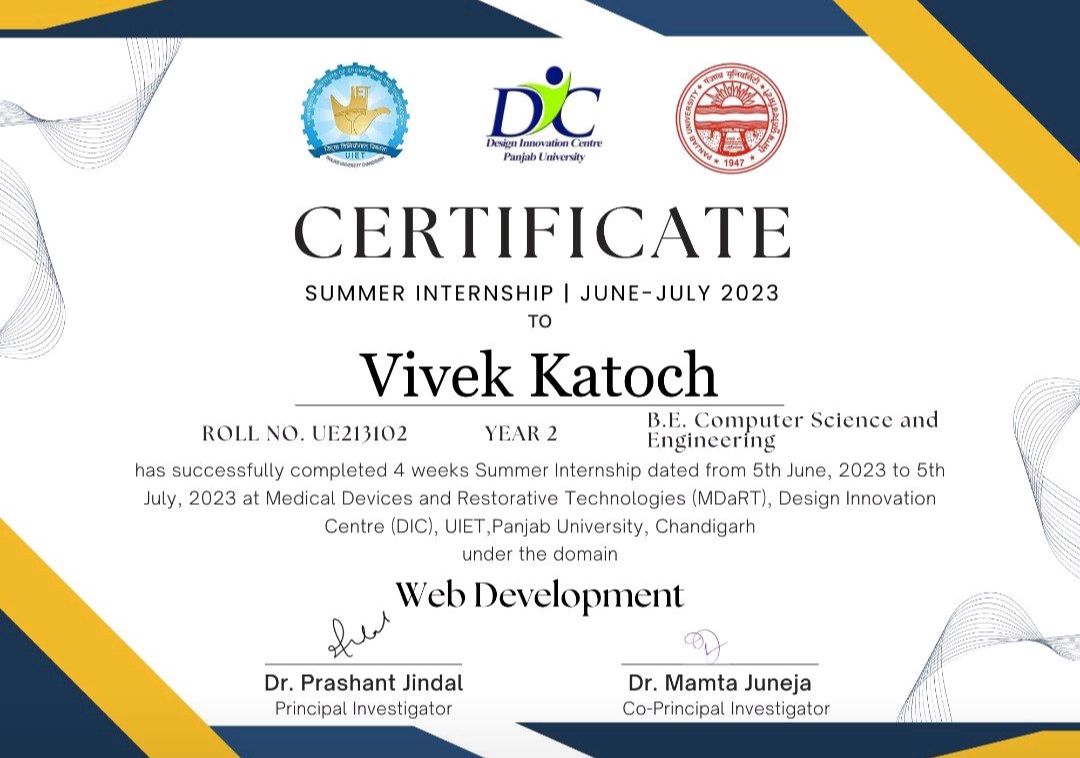 UIET
DIC
Design Innovation Centre
Panjab University
PANJAB UNIVERSITY
1947
CERTIFICATE
SUMMER INTERNSHIP | JUNE-JULY 2023
TO
Vivek Katoch
ROLL NO. UE213102 YEAR 2 B.E. Computer Science and
Engineering
has successfully completed 4 weeks Summer Internship dated from 5th June, 2023 to 5th
July, 2023 at Medical Devices and Restorative Technologies (MDaRT), Design Innovation
Centre (DIC), UIET,Panjab University, Chandigarh
under the domain
Web Development
Dr. Prashant Jindal Dr. Mamta Juneja
Principal Investigator Co-Principal Investigator